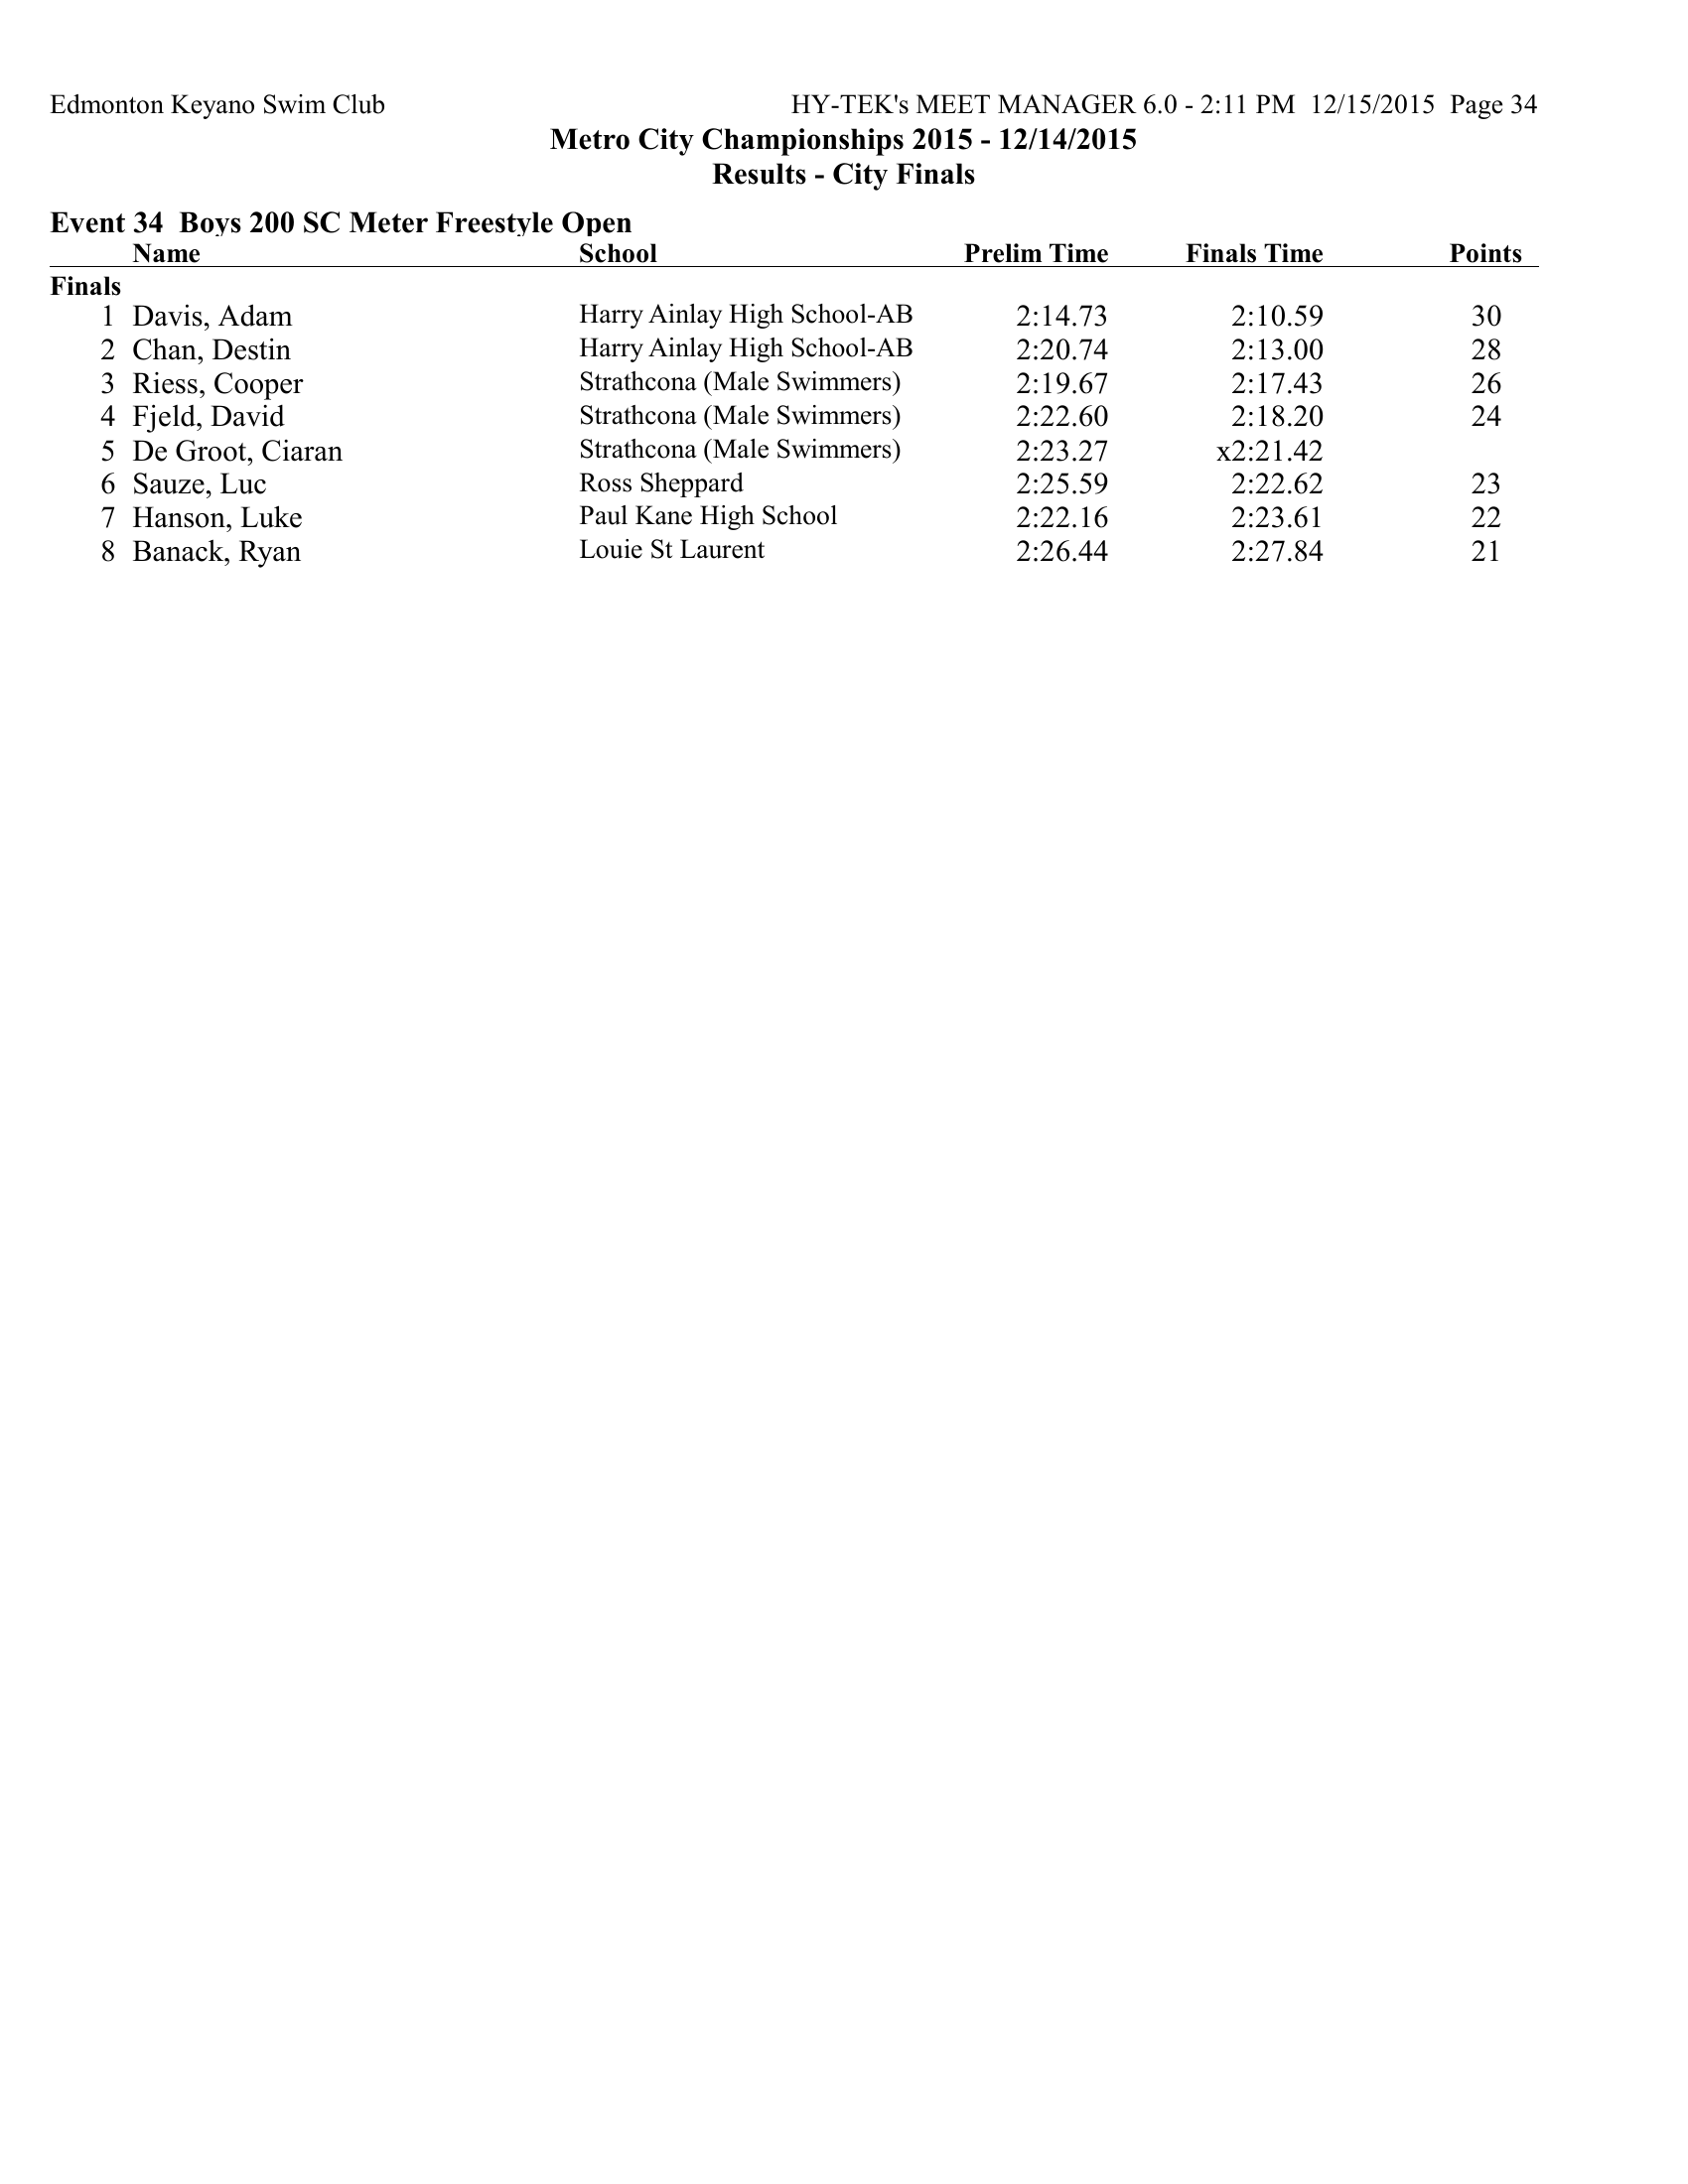 Edmonton Keyano Swim Club HY-TEK's MEET MANAGER 6.0 - 2:11 PM 12/15/2015 Page 34
Metro City Championships 2015 - 12/14/2015
Results - City Finals
Event 34 Boys 200 SC Meter Freestyle Open
Name School Prelim Time Finals Time Points
Finals
1 Davis, Adam Harry Ainlay High School-AB 2:14.73 2:10.59 30
2 Chan, Destin Harry Ainlay High School-AB 2:20.74 2:13.00 28
3 Riess, Cooper Strathcona (Male Swimmers) 2:19.67 2:17.43 26
4 Fjeld, David Strathcona (Male Swimmers) 2:22.60 2:18.20 24
5 De Groot, Ciaran Strathcona (Male Swimmers) 2:23.27 x2:21.42
6 Sauze, Luc Ross Sheppard 2:25.59 2:22.62 23
7 Hanson, Luke Paul Kane High School 2:22.16 2:23.61 22
8 Banack, Ryan Louie St Laurent 2:26.44 2:27.84 21